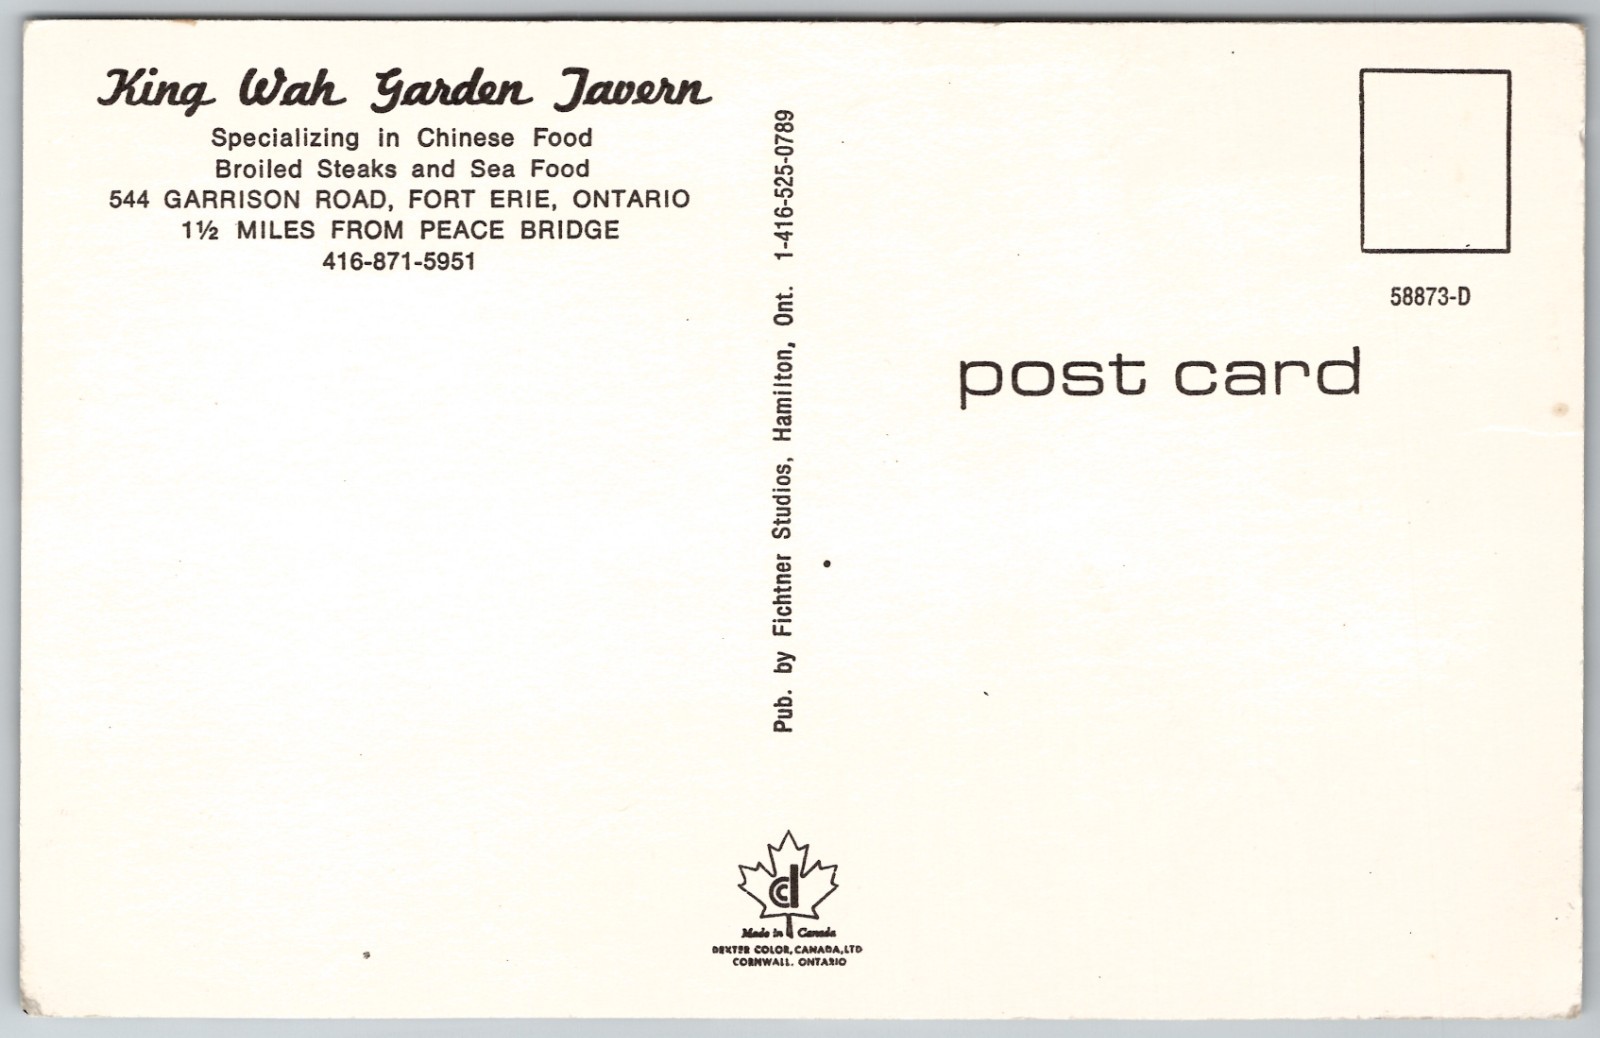 King Wah Garden Tavern
Specializing in Chinese Food
Broiled Steaks and Sea Food
544 GARRISON ROAD, FORT ERIE, ONTARIO
1½ MILES FROM PEACE BRIDGE
416-871-5951
Pub. by Fichtner Studios, Hamilton, Ont. 1-416-525-0789
58873-D
post card
cd
Made in Canada
DEXTER COLOR, CANADA, LTD
CORNWALL, ONTARIO